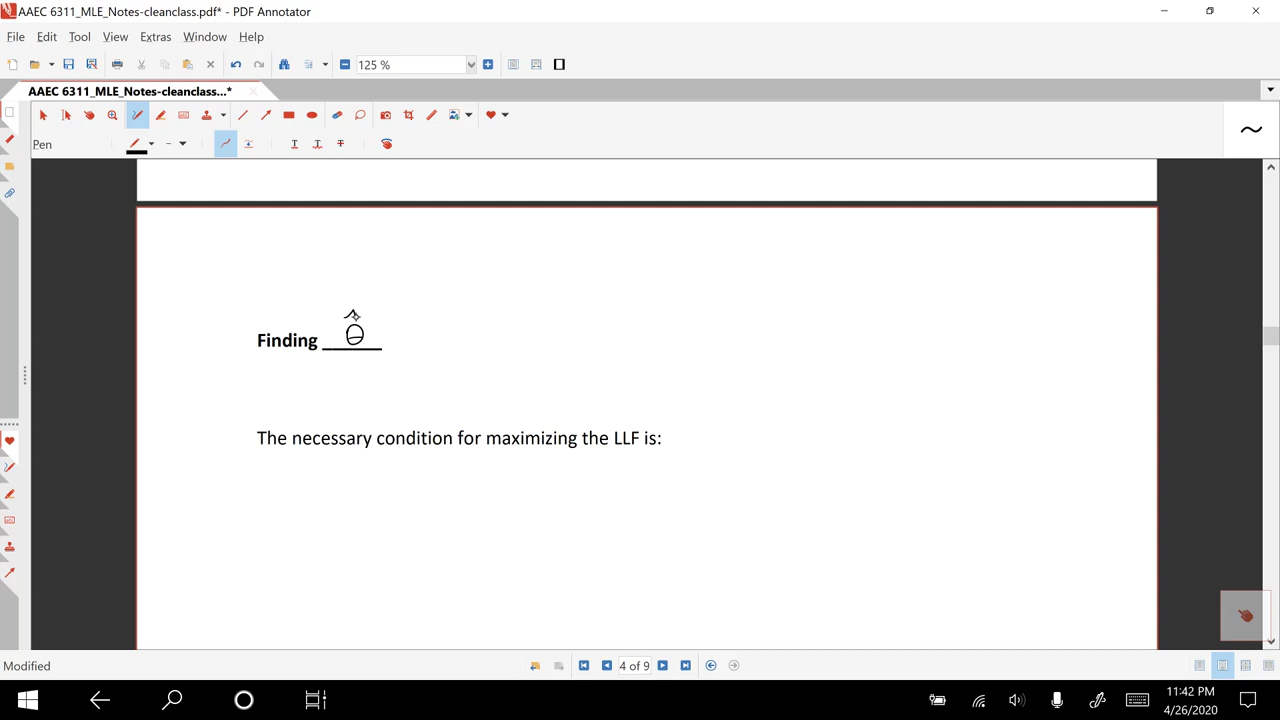 AAEC 6311_MLE_Notes-cleanclass.pdf* - PDF Annotator
File Edit Tool View Extras Window Help
125 %
AAEC 6311_MLE_Notes-cleanclass...*
Pen
Finding θ̂
The necessary condition for maximizing the LLF is:
Modified
4 of 9
11:42 PM
4/26/2020